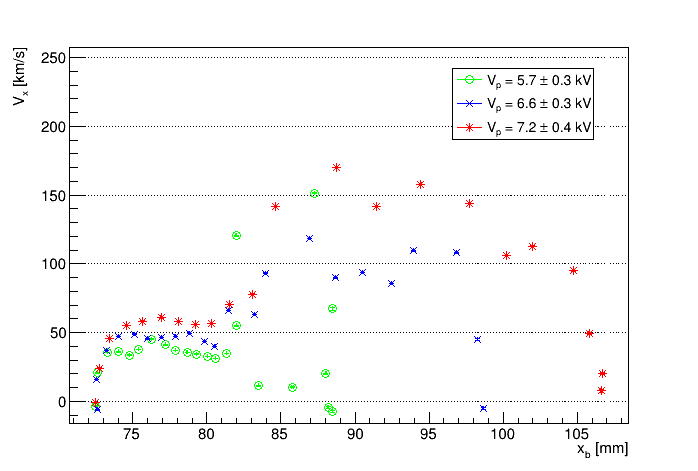 V_x [km/s]
250
200
150
100
50
0
V_p = 5.7 ± 0.3 kV
V_p = 6.6 ± 0.3 kV
V_p = 7.2 ± 0.4 kV
75 80 85 90 95 100 105
x_b [mm]